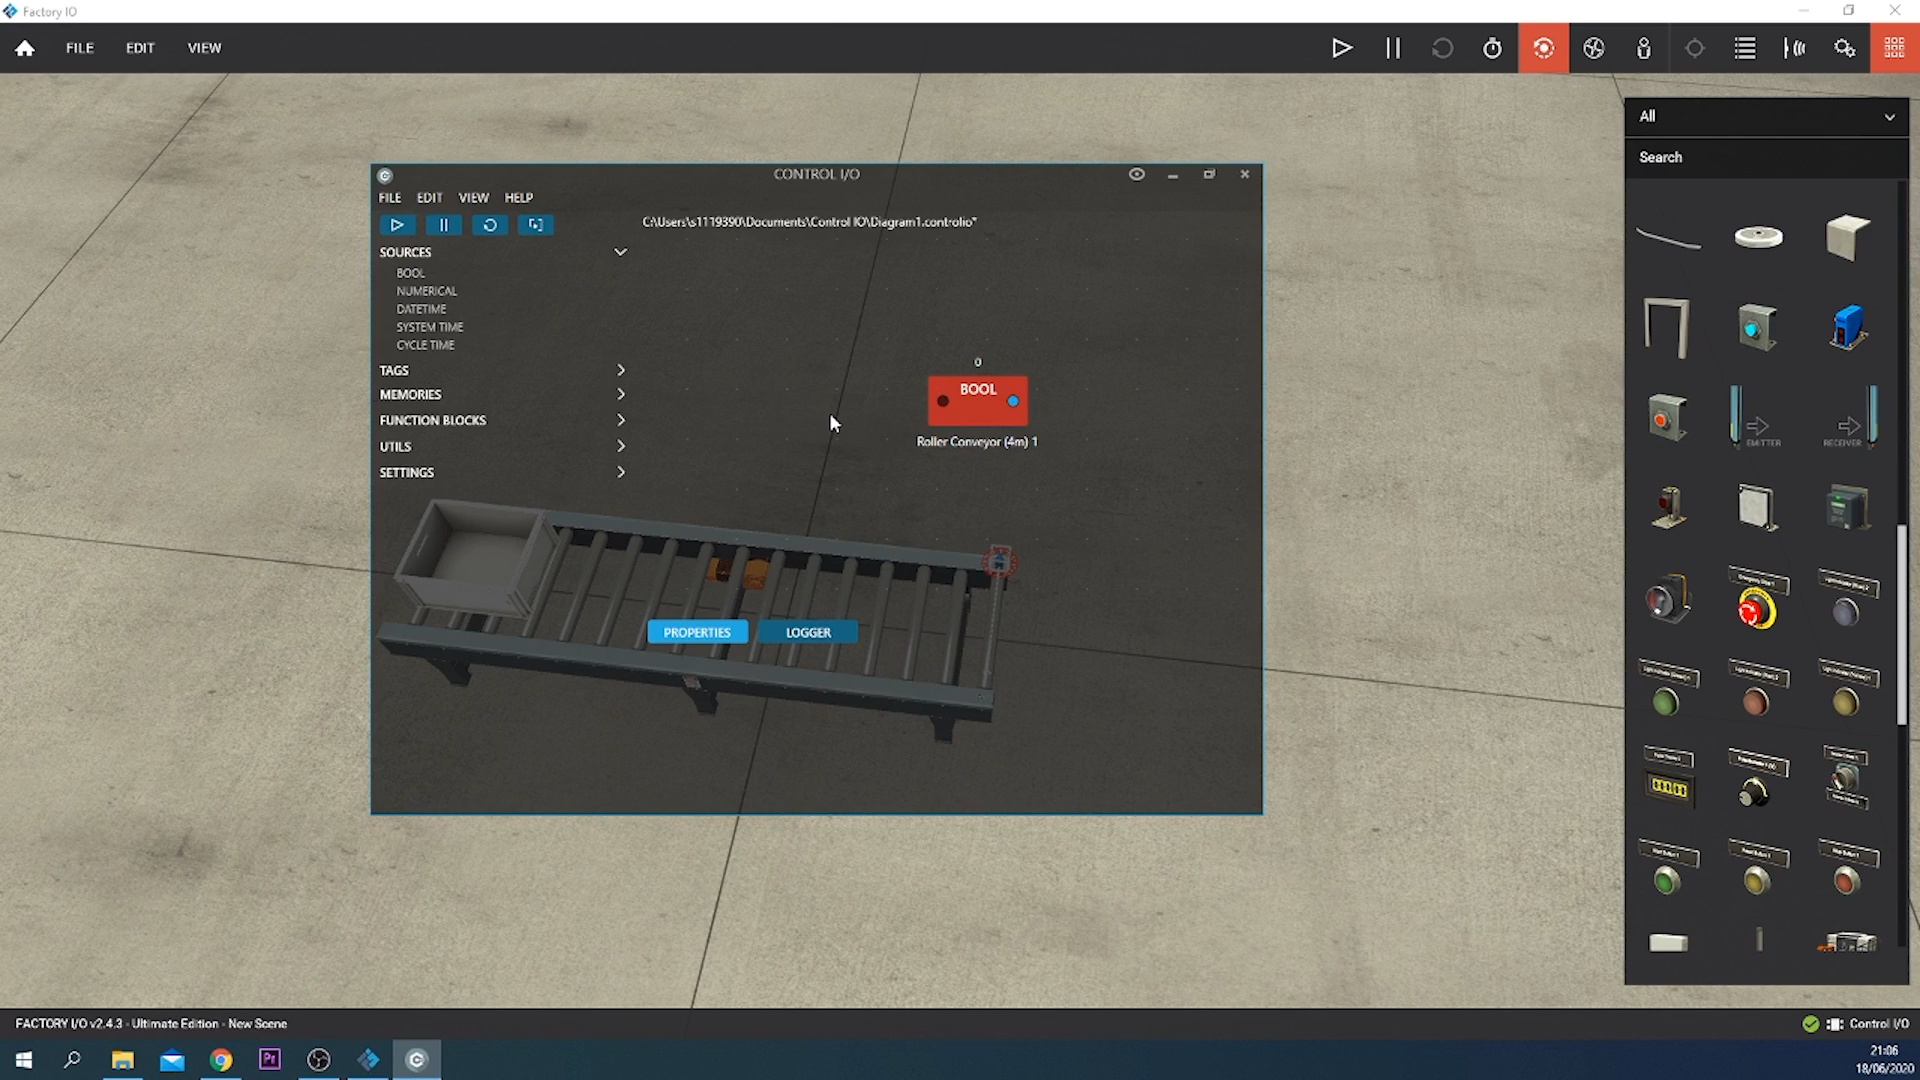 Factory IO
FILE EDIT VIEW
All
Search
CONTROL I/O
FILE EDIT VIEW HELP
C:\Users\s1119390\Documents\Control IO\Diagram1.controlio*
SOURCES
BOOL
NUMERICAL
DATETIME
SYSTEM TIME
CYCLE TIME
TAGS
MEMORIES
FUNCTION BLOCKS
UTILS
SETTINGS
0
BOOL
Roller Conveyor (4m) 1
PROPERTIES LOGGER
EMITTER
RECEIVER
FACTORY I/O v2.4.3 - Ultimate Edition - New Scene
Control I/O
21:06
18/06/2020